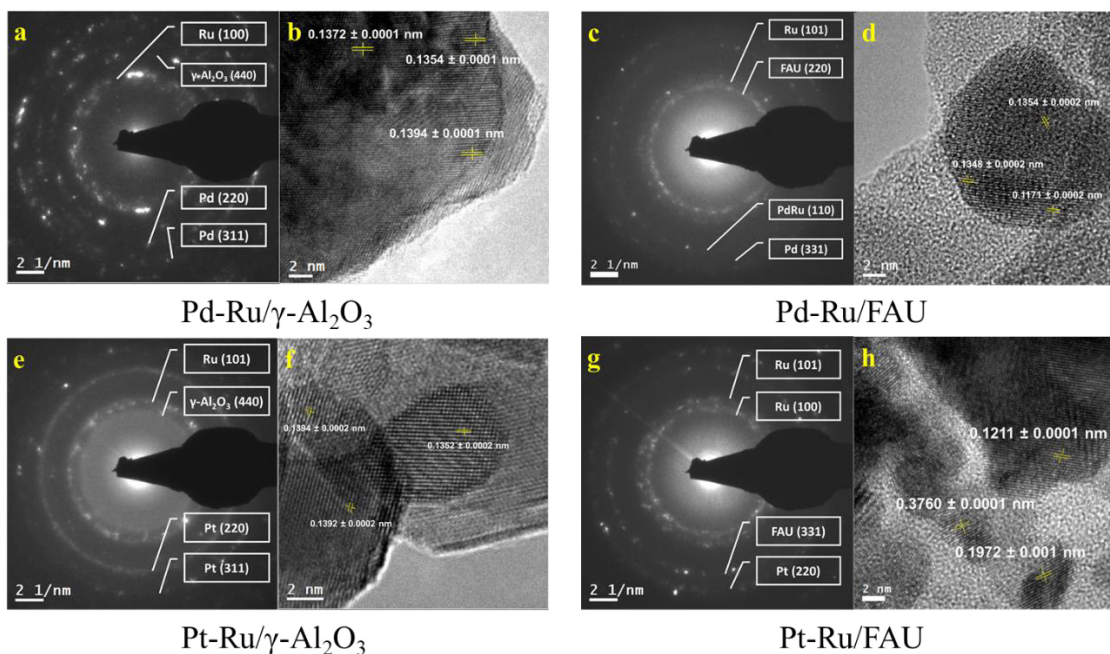 a
Ru (100)
γ-Al₂O₃ (440)
Pd (220)
Pd (311)
2 1/nm
b
0.1372 ± 0.0001 nm
0.1354 ± 0.0001 nm
0.1394 ± 0.0001 nm
2 nm
Pd-Ru/γ-Al₂O₃
c
Ru (101)
FAU (220)
PdRu (110)
Pd (331)
2 1/nm
d
0.1354 ± 0.0002 nm
0.1348 ± 0.0002 nm
0.1171 ± 0.0002 nm
2 nm
Pd-Ru/FAU
e
Ru (101)
γ-Al₂O₃ (440)
Pt (220)
Pt (311)
2 1/nm
f
0.1394 ± 0.0002 nm
0.1352 ± 0.0002 nm
0.1392 ± 0.0002 nm
2 nm
Pt-Ru/γ-Al₂O₃
g
Ru (101)
Ru (100)
FAU (331)
Pt (220)
2 1/nm
h
0.1211 ± 0.0001 nm
0.3760 ± 0.0001 nm
0.1972 ± 0.001 nm
2 nm
Pt-Ru/FAU